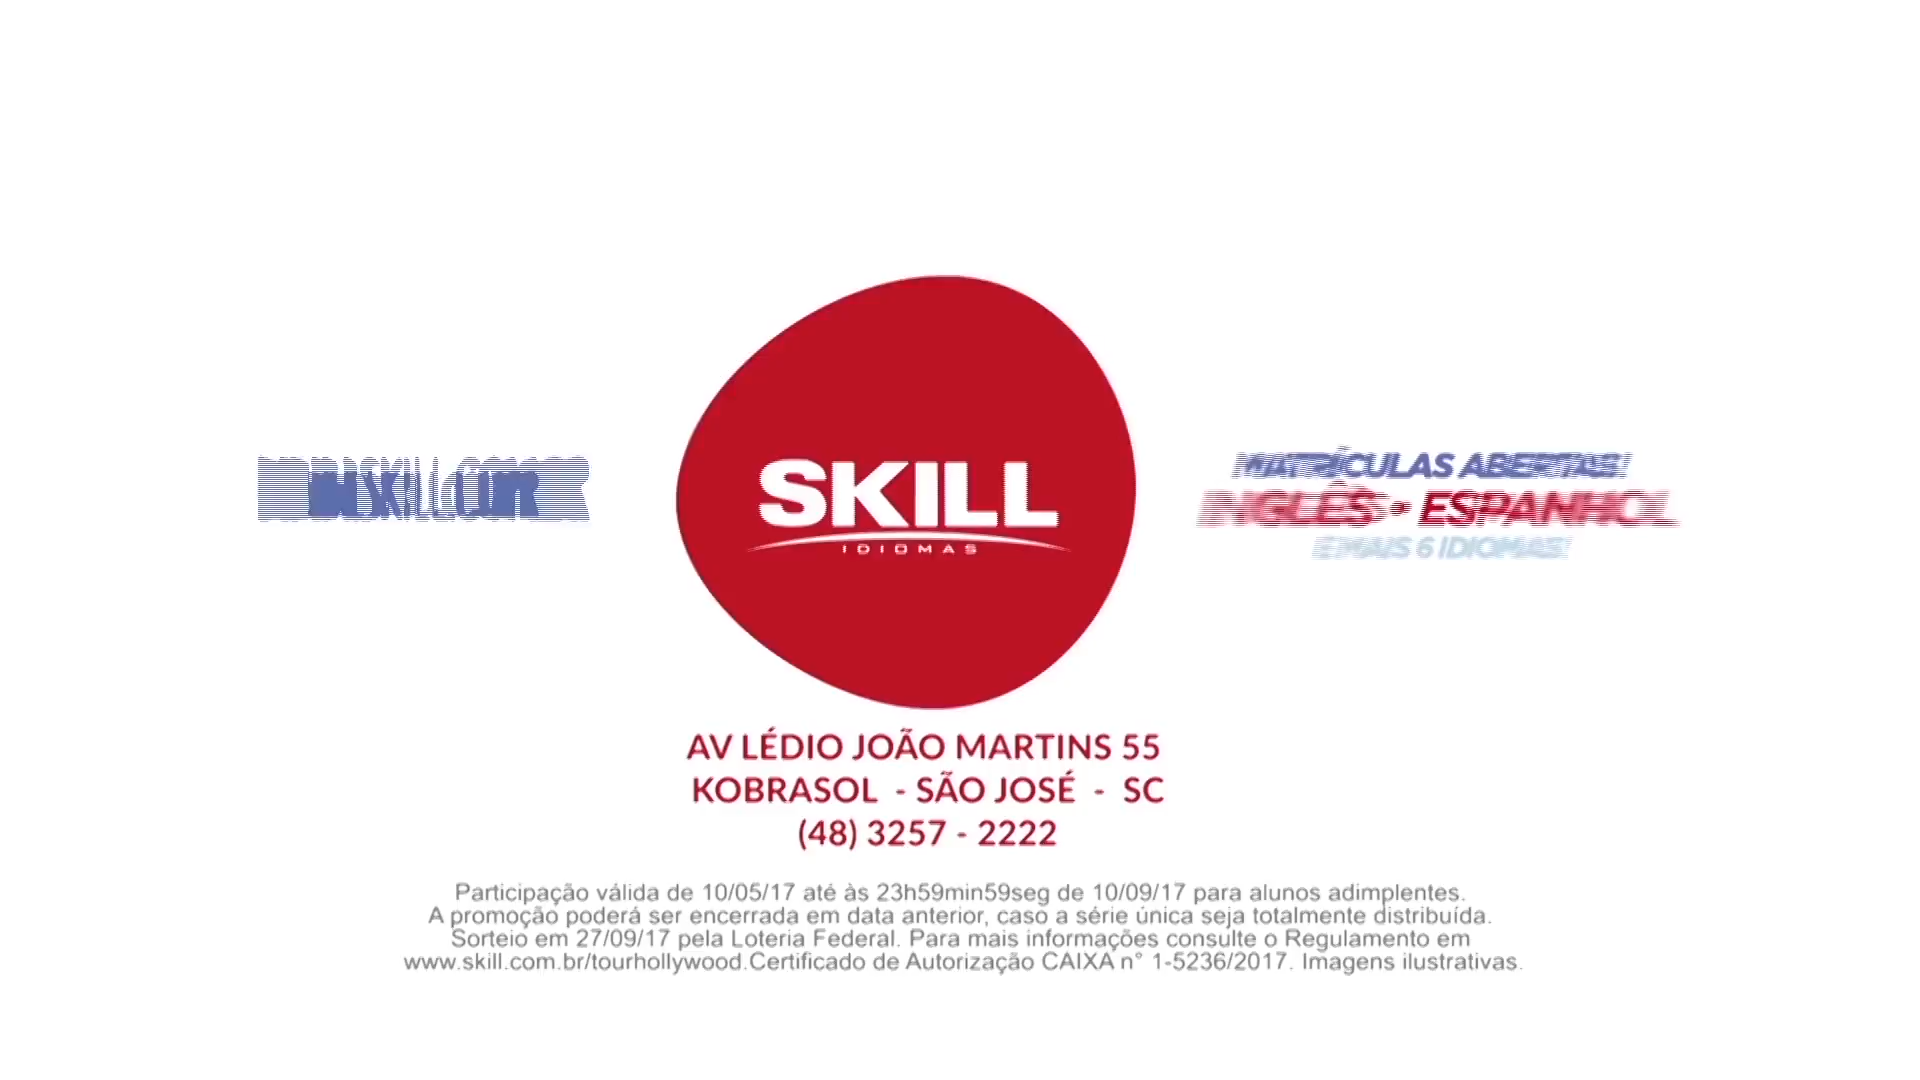 SKILL
IDIOMAS
MATRÍCULAS ABERTAS!
INGLÊS • ESPANHOL
E MAIS 6 IDIOMAS!
AV LÉDIO JOÃO MARTINS 55
KOBRASOL - SÃO JOSÉ - SC
(48) 3257 - 2222
Participação válida de 10/05/17 até às 23h59min59seg de 10/09/17 para alunos adimplentes.
A promoção poderá ser encerrada em data anterior, caso a série única seja totalmente distribuída.
Sorteio em 27/09/17 pela Loteria Federal. Para mais informações consulte o Regulamento em
www.skill.com.br/tourhollywood.Certificado de Autorização CAIXA n° 1-5236/2017. Imagens ilustrativas.